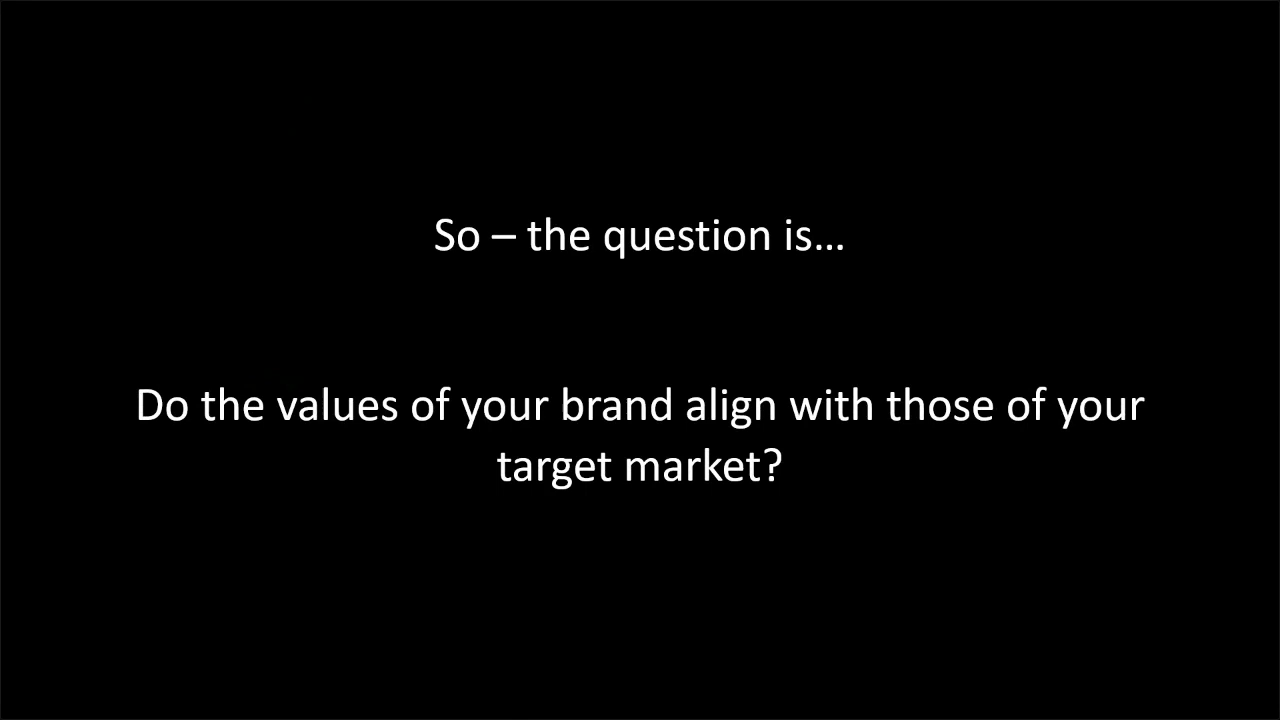 So – the question is…
Do the values of your brand align with those of your
target market?